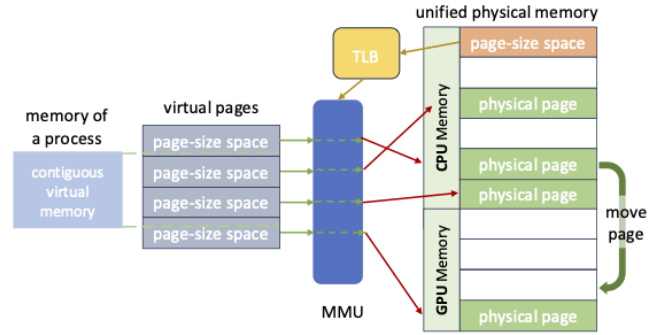 unified physical memory
TLB
page-size space
memory of
a process
virtual pages
contiguous
virtual
memory
page-size space
page-size space
page-size space
page-size space
MMU
CPU Memory
GPU Memory
physical page
physical page
physical page
physical page
move
page